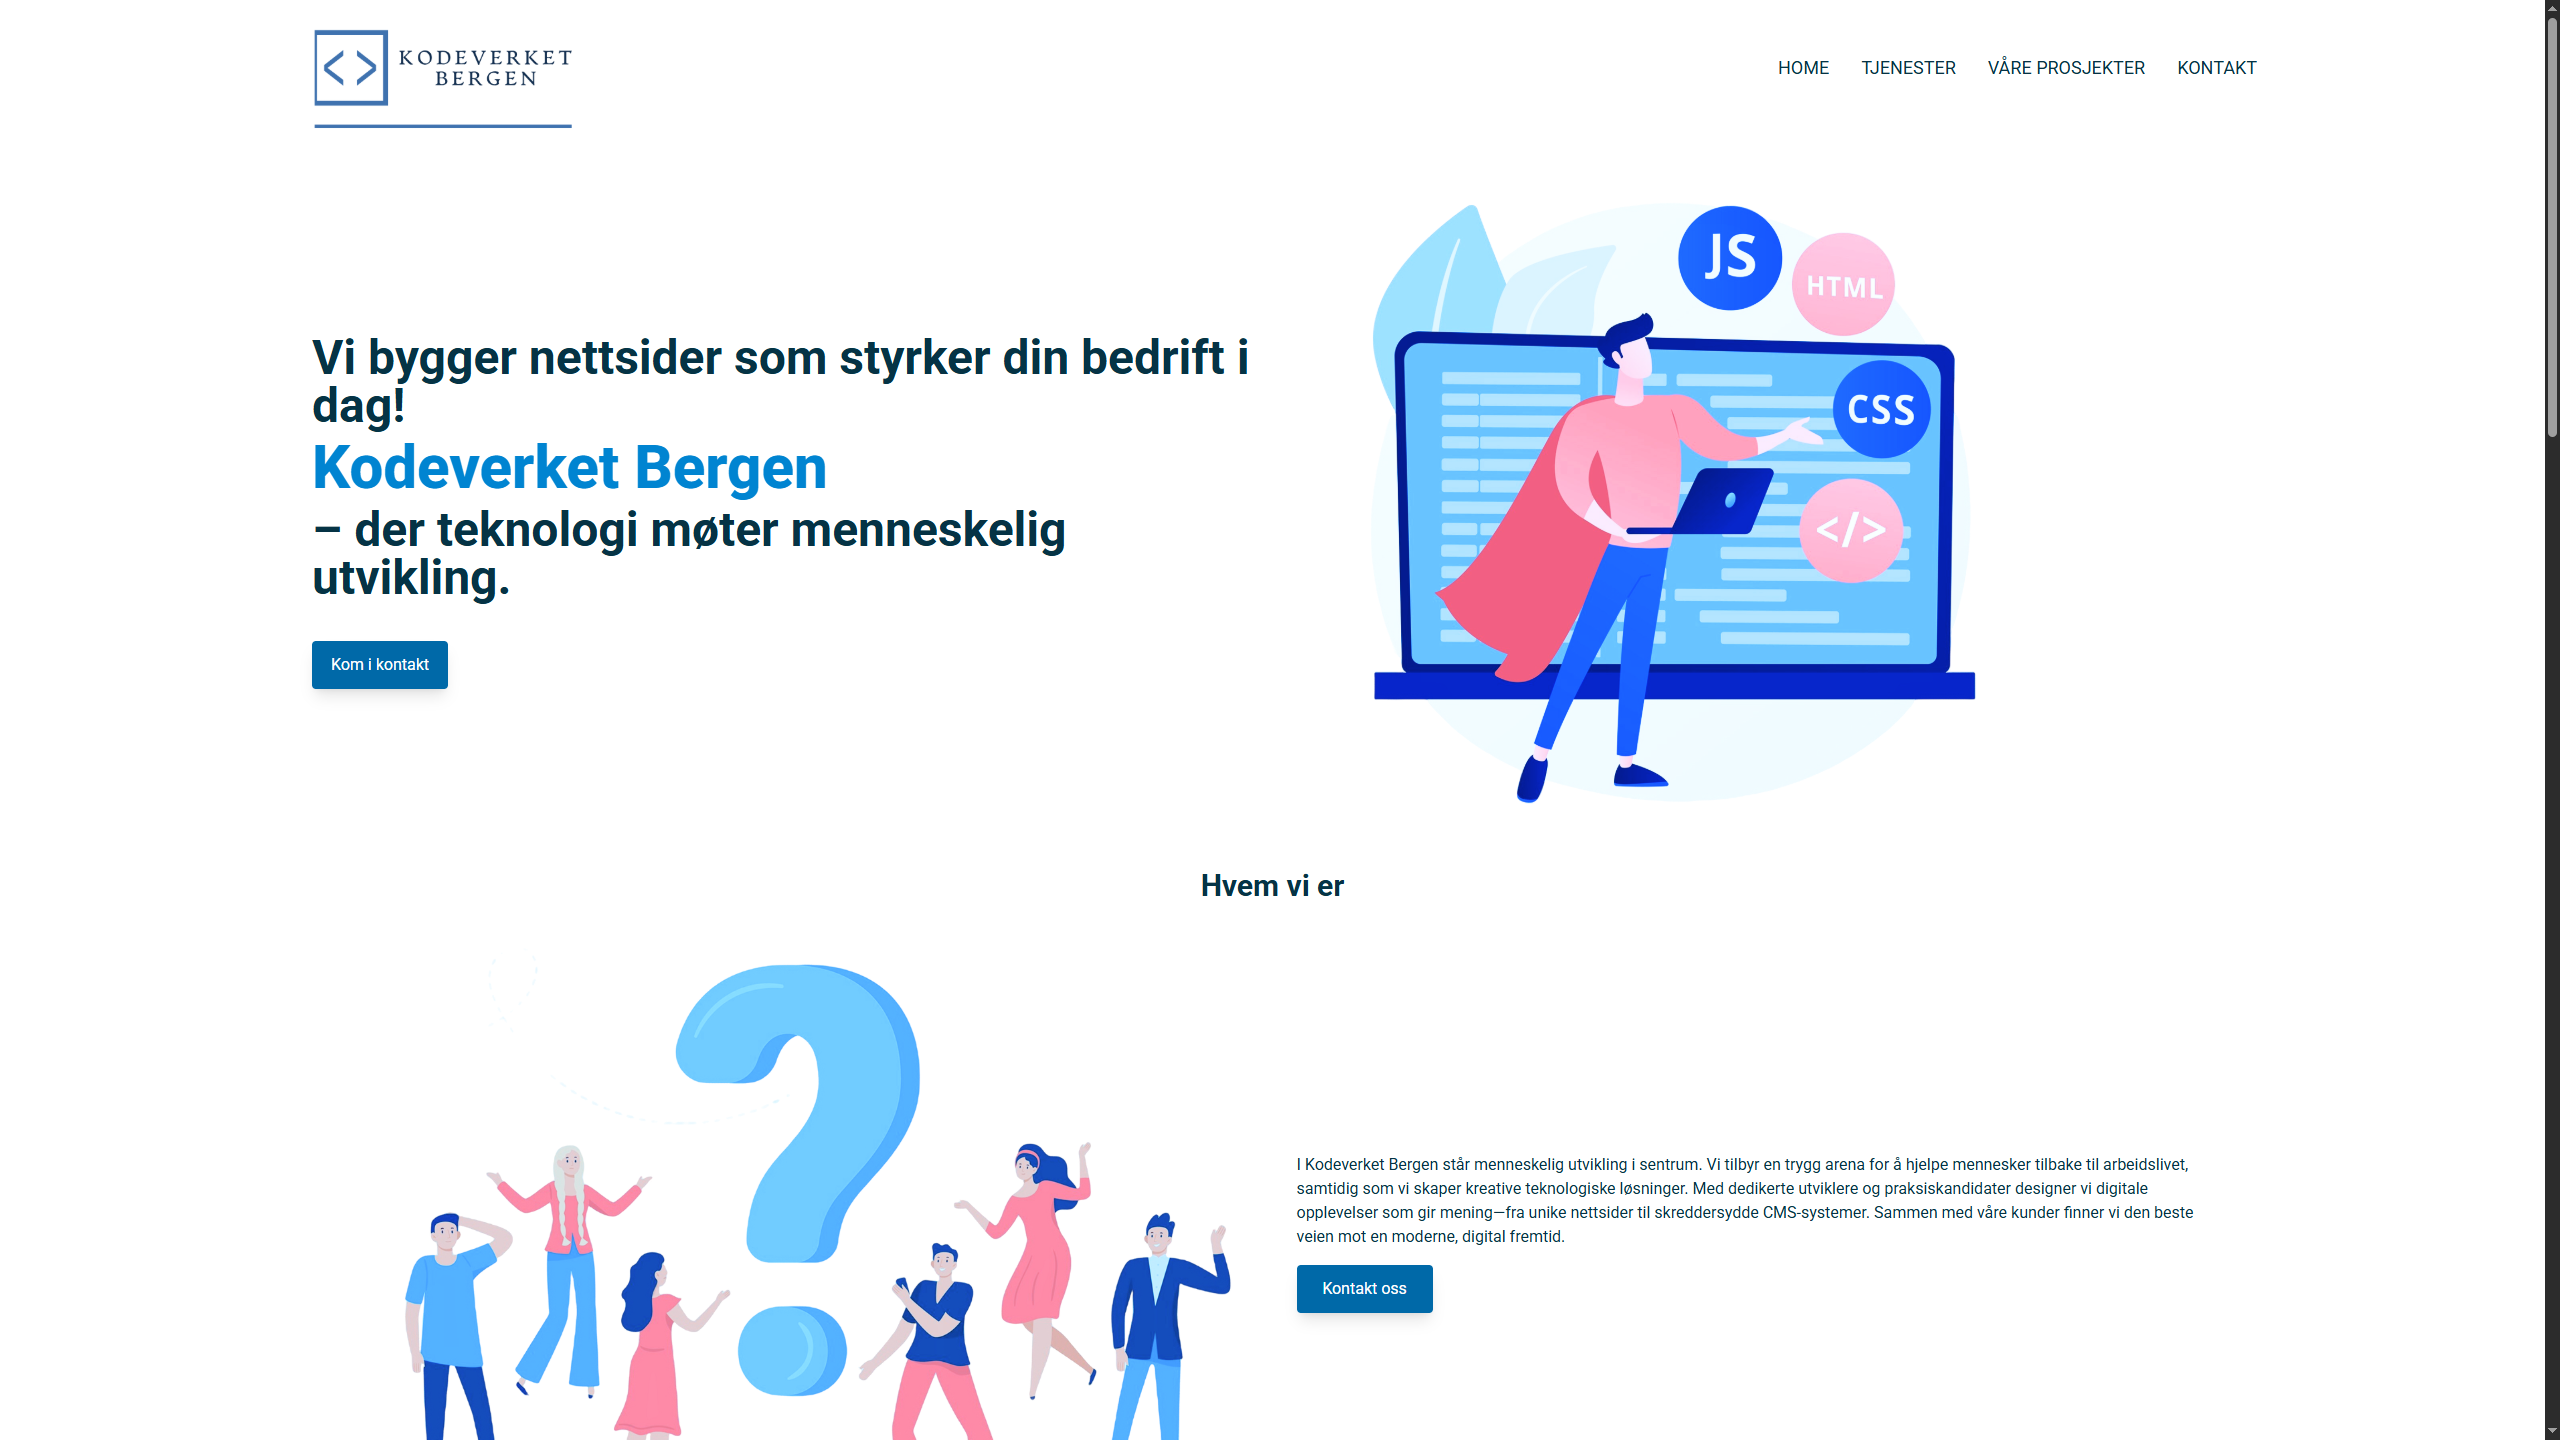 KODEVERKET
BERGEN
HOME TJENESTER VÅRE PROSJEKTER KONTAKT
Vi bygger nettsider som styrker din bedrift i
dag!
Kodeverket Bergen
– der teknologi møter menneskelig
utvikling.
Kom i kontakt
JS
HTML
CSS
</>
Hvem vi er
I Kodeverket Bergen står menneskelig utvikling i sentrum. Vi tilbyr en trygg arena for å hjelpe mennesker tilbake til arbeidslivet,
samtidig som vi skaper kreative teknologiske løsninger. Med dedikerte utviklere og praksiskandidater designer vi digitale
opplevelser som gir mening—fra unike nettsider til skreddersydde CMS-systemer. Sammen med våre kunder finner vi den beste
veien mot en moderne, digital fremtid.
Kontakt oss